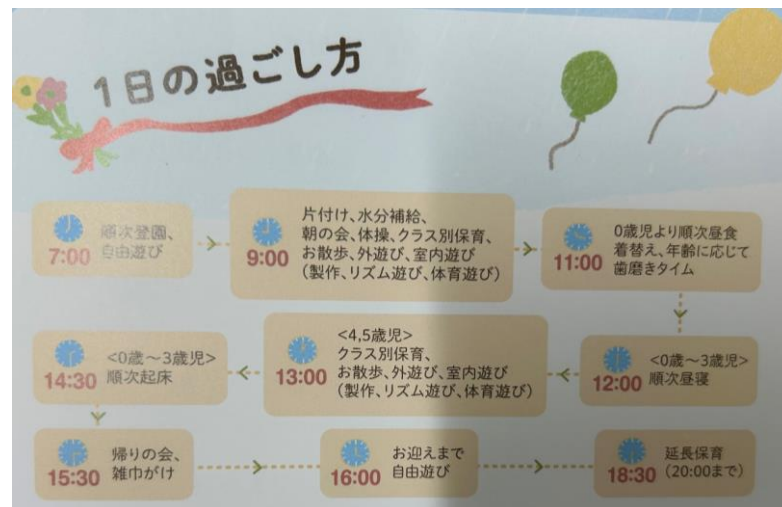 1日の過ごし方
7:00
順次登園、
自由遊び
9:00
片付け、水分補給、
朝の会、体操、クラス別保育、
お散歩、外遊び、室内遊び
(製作、リズム遊び、体育遊び)
11:00
0歳児より順次昼食
着替え、年齢に応じて
歯磨きタイム
12:00
<0歳～3歳児>
順次昼寝
13:00
<4,5歳児>
クラス別保育、
お散歩、外遊び、室内遊び
(製作、リズム遊び、体育遊び)
14:30
<0歳～3歳児>
順次起床
15:30
帰りの会、
雑巾がけ
16:00
お迎えまで
自由遊び
18:30
延長保育
(20:00まで)